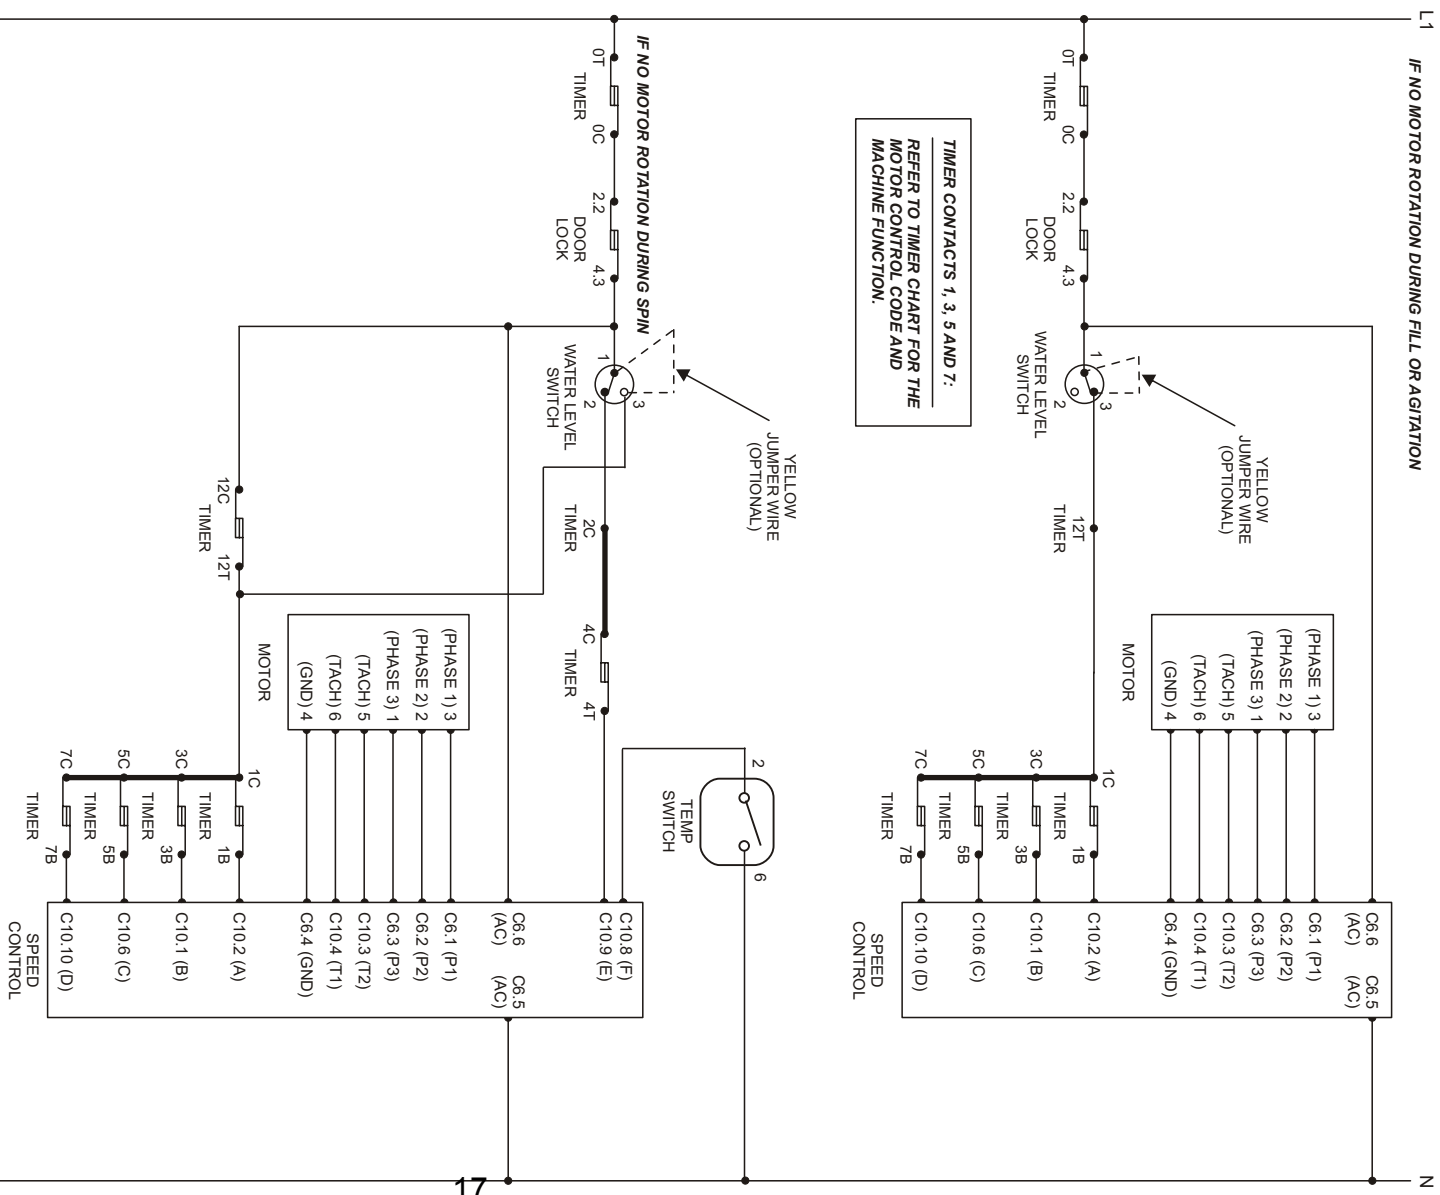 L1
N
IF NO MOTOR ROTATION DURING FILL OR AGITATION
0T
TIMER
0C
2.2
DOOR
LOCK
4.3
1
3
2
WATER LEVEL
SWITCH
YELLOW
JUMPER WIRE
(OPTIONAL)
12T
TIMER
(PHASE 1) 3
(PHASE 2) 2
(PHASE 3) 1
(TACH) 5
(TACH) 6
(GND) 4
MOTOR
1C
3C
5C
7C
TIMER
TIMER
TIMER
TIMER
1B
3B
5B
7B
C6.6 C6.5
(AC) (AC)
C6.1 (P1)
C6.2 (P2)
C6.3 (P3)
C10.3 (T2)
C10.4 (T1)
C6.4 (GND)
C10.2 (A)
C10.1 (B)
C10.6 (C)
C10.10 (D)
SPEED
CONTROL
TIMER CONTACTS 1, 3, 5 AND 7:
REFER TO TIMER CHART FOR THE
MOTOR CONTROL CODE AND
MACHINE FUNCTION.
IF NO MOTOR ROTATION DURING SPIN
0T
TIMER
0C
2.2
DOOR
LOCK
4.3
1
3
2
WATER LEVEL
SWITCH
YELLOW
JUMPER WIRE
(OPTIONAL)
2C
TIMER
4C
TIMER
4T
2
TEMP
SWITCH
6
12C
TIMER
12T
(PHASE 1) 3
(PHASE 2) 2
(PHASE 3) 1
(TACH) 5
(TACH) 6
(GND) 4
MOTOR
1C
3C
5C
7C
TIMER
TIMER
TIMER
TIMER
1B
3B
5B
7B
C10.8 (F)
C10.9 (E)
C6.6 C6.5
(AC) (AC)
C6.1 (P1)
C6.2 (P2)
C6.3 (P3)
C10.3 (T2)
C10.4 (T1)
C6.4 (GND)
C10.2 (A)
C10.1 (B)
C10.6 (C)
C10.10 (D)
SPEED
CONTROL
17